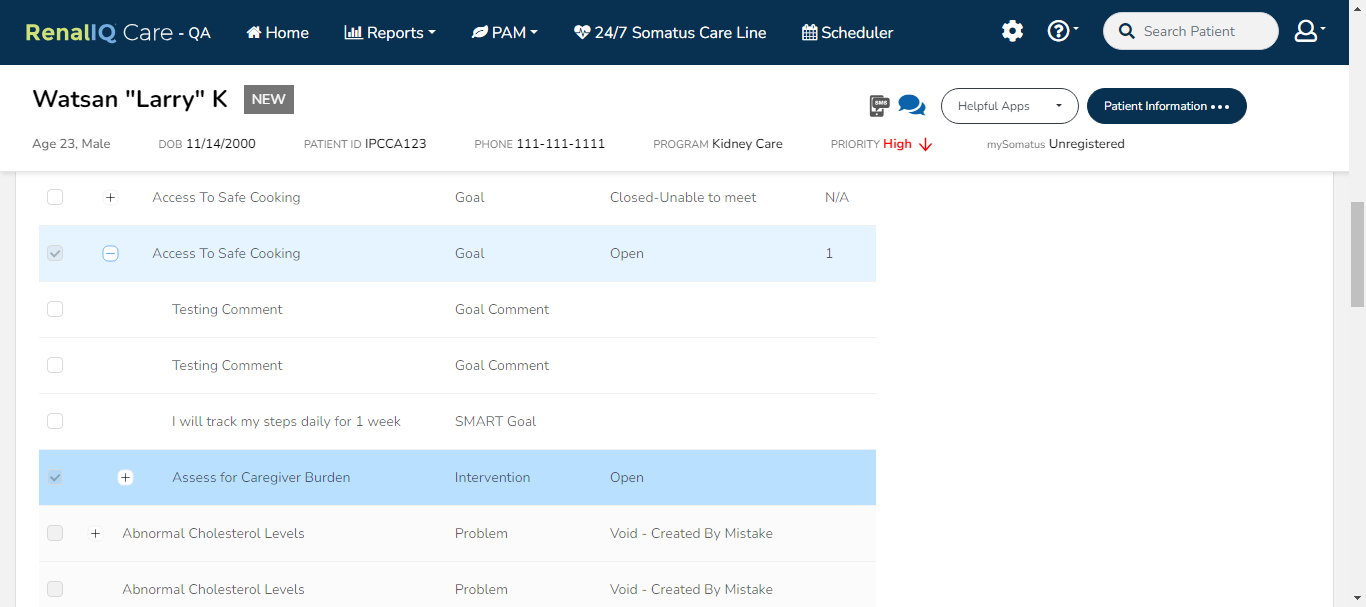 RenalIQ Care - QA Home Reports PAM 24/7 Somatus Care Line Scheduler Search Patient
Watsan "Larry" K NEW SMS Helpful Apps Patient Information
Age 23, Male DOB 11/14/2000 PATIENT ID IPCCA123 PHONE 111-111-1111 PROGRAM Kidney Care PRIORITY High mySomatus Unregistered
Access To Safe Cooking Goal Closed-Unable to meet N/A
Access To Safe Cooking Goal Open 1
Testing Comment Goal Comment
Testing Comment Goal Comment
I will track my steps daily for 1 week SMART Goal
Assess for Caregiver Burden Intervention Open
Abnormal Cholesterol Levels Problem Void - Created By Mistake
Abnormal Cholesterol Levels Problem Void - Created By Mistake